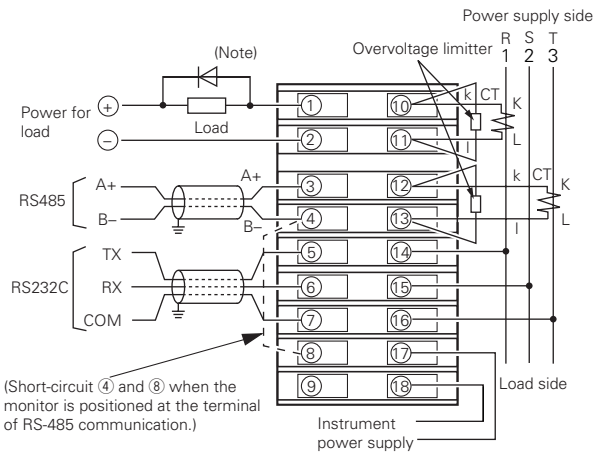 Power supply side
R S T
1 2 3
(Note)
Overvoltage limitter
Power for
load
+
−
Load
k CT K
l L
k CT K
l L
RS485
A+ A+
B− B−
RS232C
TX
RX
COM
① ⑩
② ⑪
③ ⑫
④ ⑬
⑤ ⑭
⑥ ⑮
⑦ ⑯
⑧ ⑰
⑨ ⑱
(Short-circuit ④ and ⑧ when the
monitor is positioned at the terminal
of RS-485 communication.)
Load side
Instrument
power supply